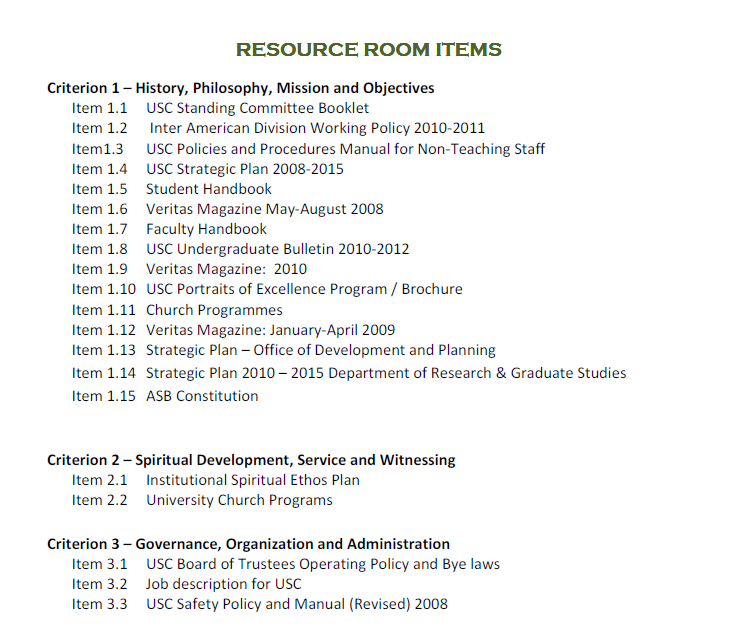 RESOURCE ROOM ITEMS
Criterion 1 – History, Philosophy, Mission and Objectives
Item 1.1 USC Standing Committee Booklet
Item 1.2 Inter American Division Working Policy 2010-2011
Item1.3 USC Policies and Procedures Manual for Non-Teaching Staff
Item 1.4 USC Strategic Plan 2008-2015
Item 1.5 Student Handbook
Item 1.6 Veritas Magazine May-August 2008
Item 1.7 Faculty Handbook
Item 1.8 USC Undergraduate Bulletin 2010-2012
Item 1.9 Veritas Magazine: 2010
Item 1.10 USC Portraits of Excellence Program / Brochure
Item 1.11 Church Programmes
Item 1.12 Veritas Magazine: January-April 2009
Item 1.13 Strategic Plan – Office of Development and Planning
Item 1.14 Strategic Plan 2010 – 2015 Department of Research & Graduate Studies
Item 1.15 ASB Constitution
Criterion 2 – Spiritual Development, Service and Witnessing
Item 2.1 Institutional Spiritual Ethos Plan
Item 2.2 University Church Programs
Criterion 3 – Governance, Organization and Administration
Item 3.1 USC Board of Trustees Operating Policy and Bye laws
Item 3.2 Job description for USC
Item 3.3 USC Safety Policy and Manual (Revised) 2008